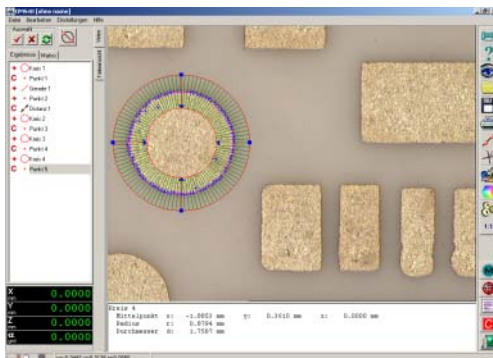 Datei Bearbeiten Einstellungen Hilfe
Auswahl
Ergebnisse Makro
Kreis 1
C Punkt 1
Gerade 1
Punkt 2
C Distanz 1
Kreis 2
C Punkt 3
Kreis 3
C Punkt 4
Kreis 4
C Punkt 5
X 0.0000
Y 0.0000
Z 0.0000
α 0.0000
Kreis 4
Mittelpunkt x: -1.8853 mm y: 0.3610 mm z: 0.0000 mm
Radius r: 0.8794 mm
Durchmesser d: 1.7587 mm
1:1